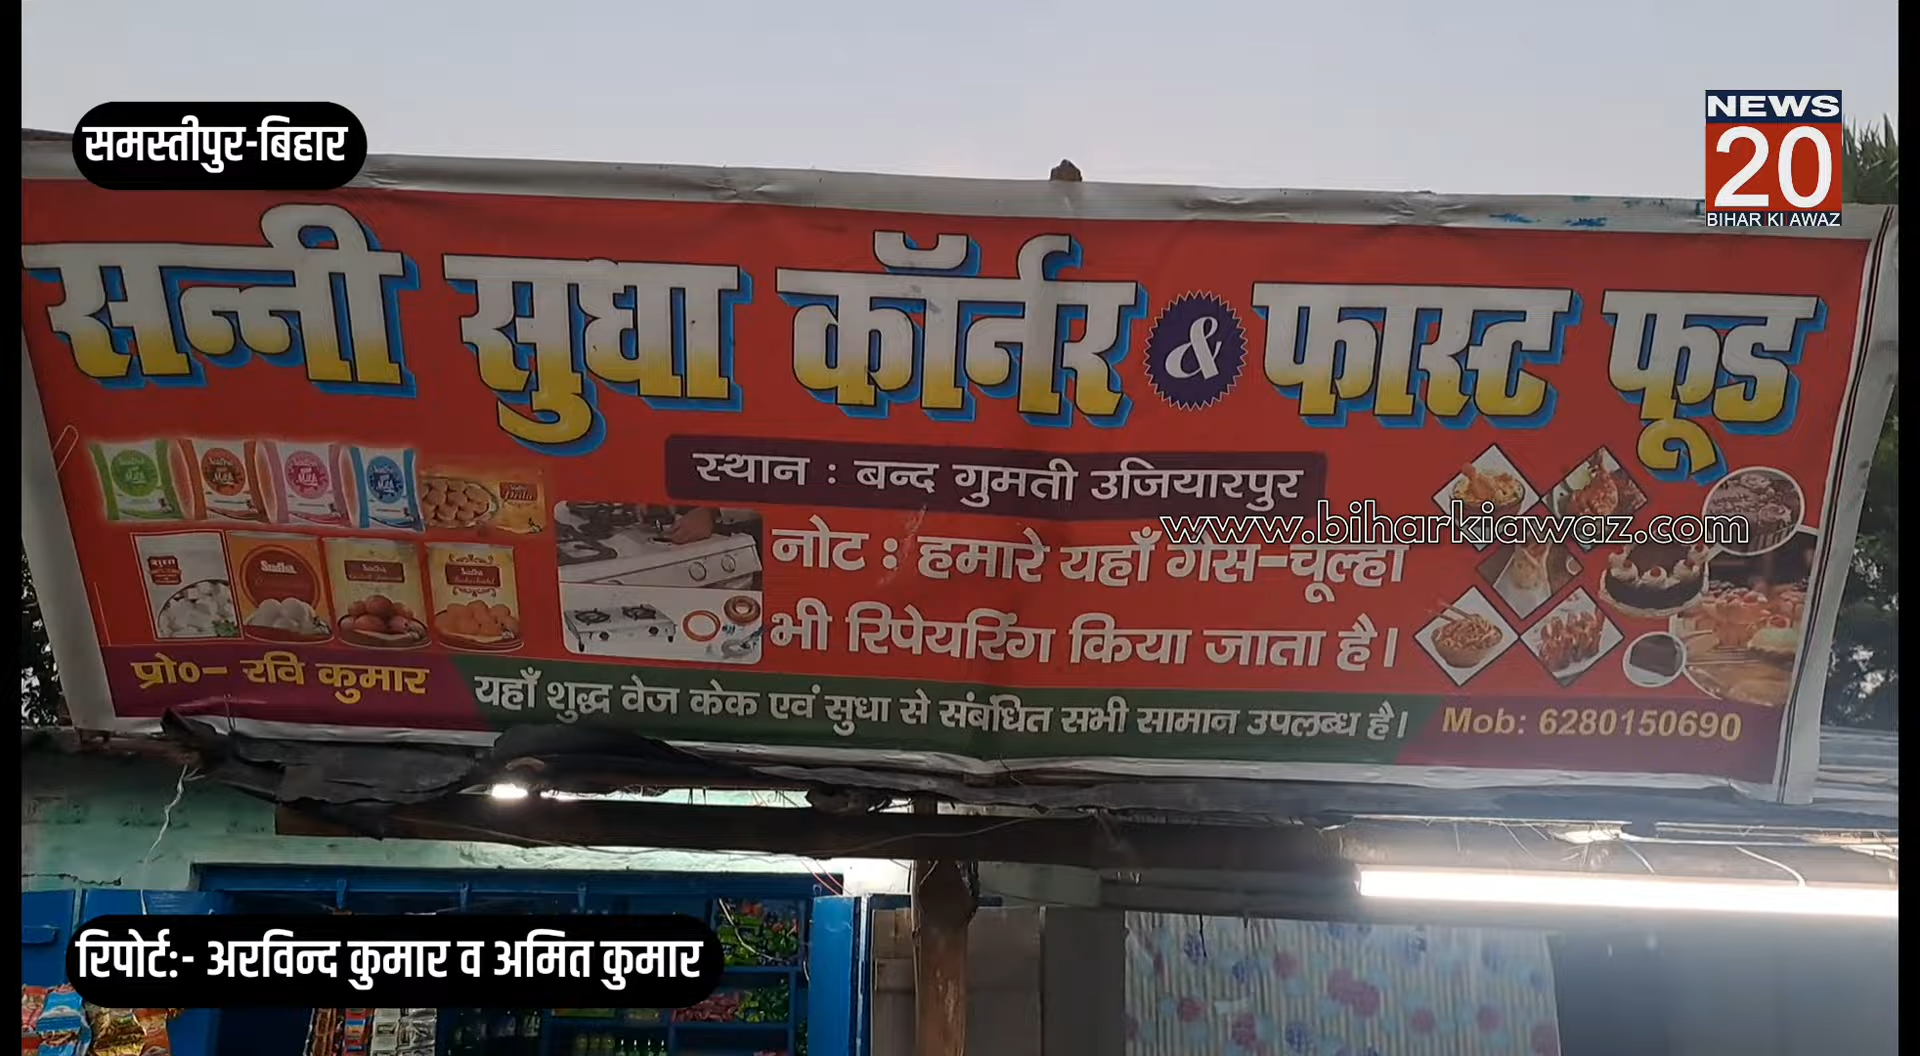 समस्तीपुर-बिहार
NEWS
20
BIHAR KI AWAZ
सन्नी सुधा कॉर्नर & फास्ट फूड
स्थान : बन्द गुमती उजियारपुर
www.biharkiawaz.com
नोट : हमारे यहाँ गैस-चूल्हा
भी रिपेयरिंग किया जाता है।
Sudha
प्रो०- रवि कुमार
यहाँ शुद्ध वेज केक एवं सुधा से संबंधित सभी सामान उपलब्ध है।
Mob: 6280150690
रिपोर्ट:- अरविन्द कुमार व अमित कुमार